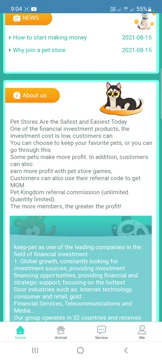 9:04
55%
NEWS
How to start making money 2021-08-15
Why join a pet store 2021-08-15
About us
Pet Stores Are the Safest and Easiest Today
One of the financial investment products, the
investment cost is low, customers can
You can choose to keep your favorite pets, or you can
go through this
Some pets make more profit. In addition, customers
can also
earn more profit with pet store games,
Customers can also use their referral code to get
MGM
Pet Kingdom referral commission (unlimited.
Quantity limited).
The more members, the greater the profit!
keep-pet as one of the leading companies in the
field of financial investment
1. Global growth, constantly looking for
investment sources, providing investment
financing opportunities, providing financial and
strategic support, focusing on the hottest
Door industries such as: Internet technology,
consumer and retail, gold
Financial Services, Telecommunications and
Media...
Our group operates in 52 countries and receives
Home Animal Service Me